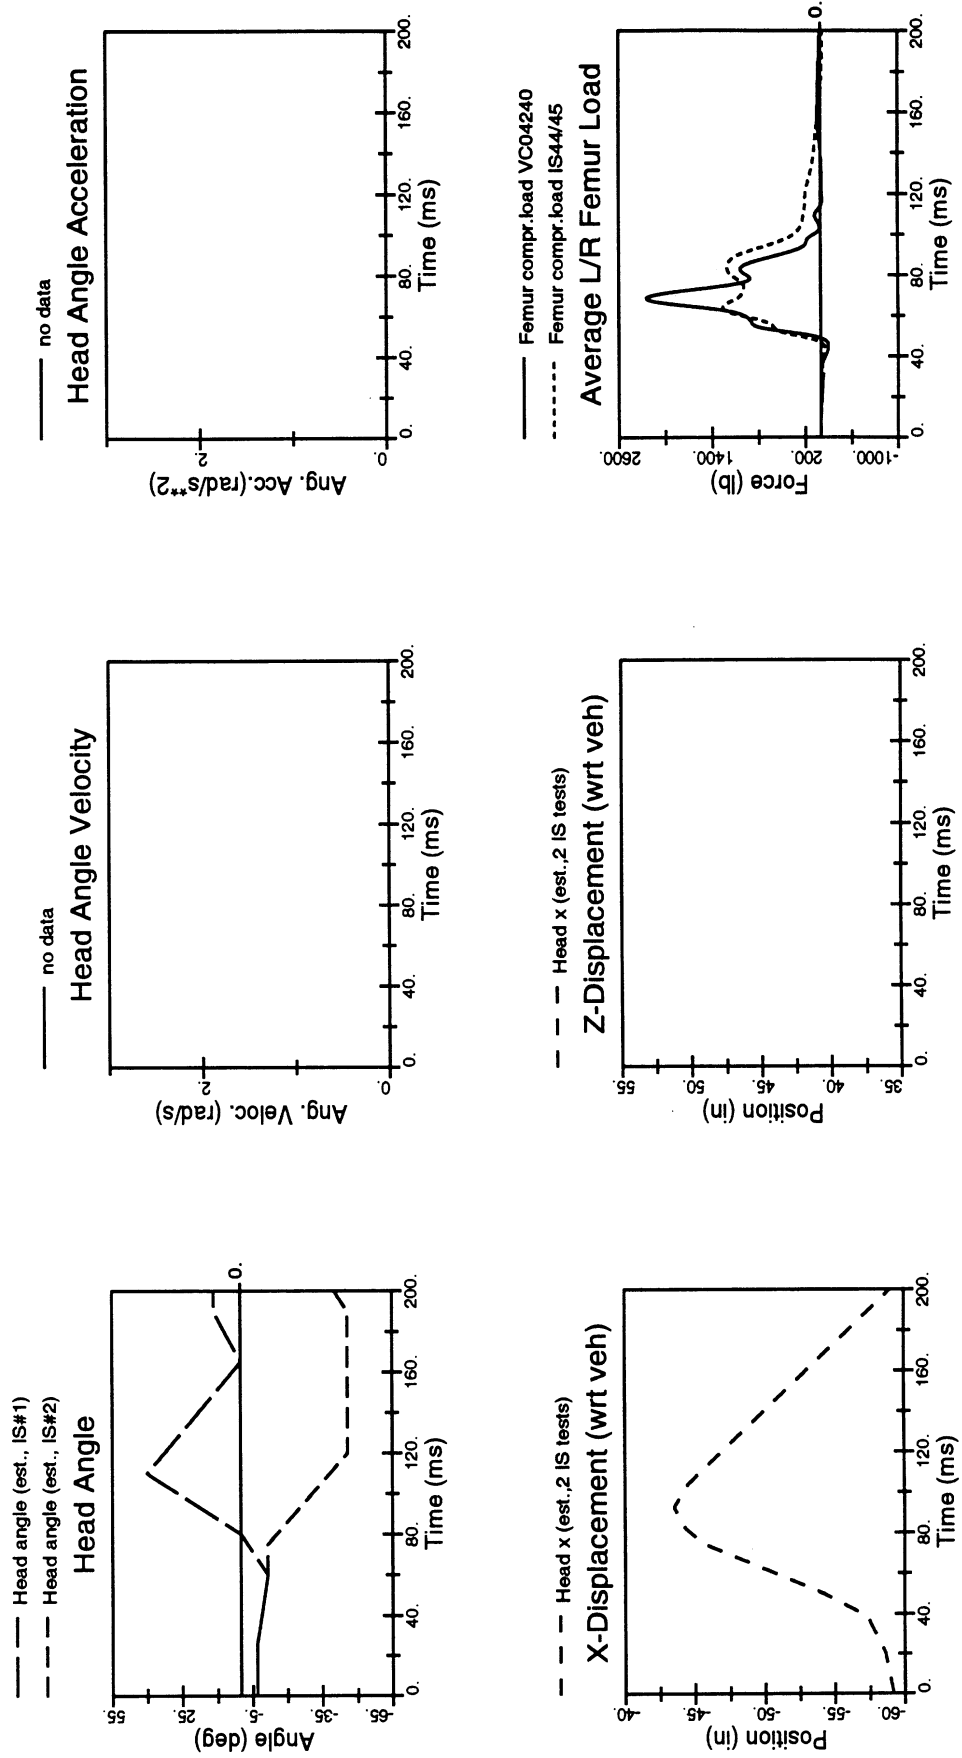 Head angle (est., IS#1)
Head angle (est., IS#2)
Head Angle
55.
25.
-5.
-35.
-65.
Angle (deg)
0.
0.
40.
80.
120.
160.
200.
Time (ms)
no data
Head Angle Velocity
2.
0.
Ang. Veloc. (rad/s)
0.
40.
80.
120.
160.
200.
Time (ms)
no data
Head Angle Acceleration
2.
0.
Ang. Acc.(rad/s**2)
0.
40.
80.
120.
160.
200.
Time (ms)
Head x (est.,2 IS tests)
X-Displacement (wrt veh)
-40.
-45.
-50.
-55.
-60.
Position (in)
0.
40.
80.
120.
160.
200.
Time (ms)
Head x (est.,2 IS tests)
Z-Displacement (wrt veh)
55.
50.
45.
40.
35.
Position (in)
0.
40.
80.
120.
160.
200.
Time (ms)
Femur compr.load VC04240
Femur compr.load IS44/45
Average L/R Femur Load
2600.
1400.
200.
-1000.
Force (lb)
0.
0.
40.
80.
120.
160.
200.
Time (ms)